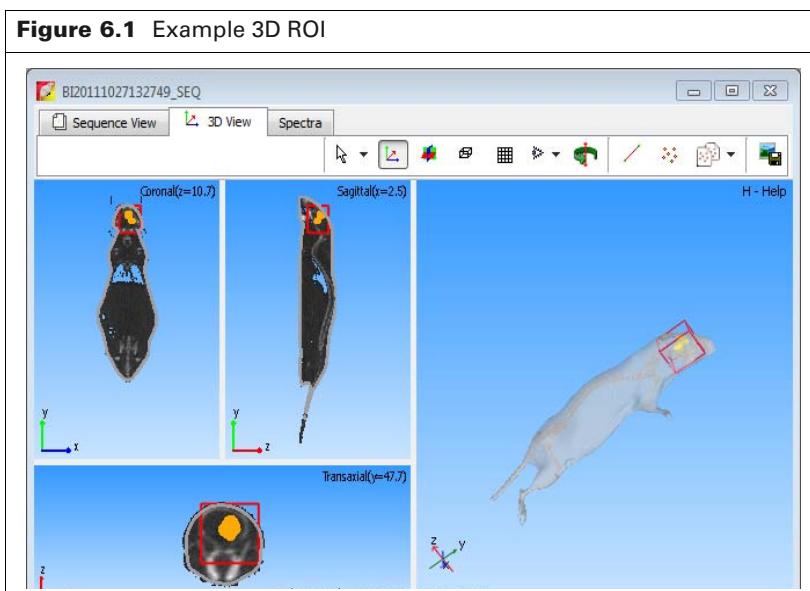 Figure 6.1 Example 3D ROI
BI20111027132749_SEQ
Sequence View 3D View Spectra
Coronal(z=10.7)
Sagittal(x=2.5)
H - Help
y
x
y
z
Transaxial(y=47.7)
z y
x
z